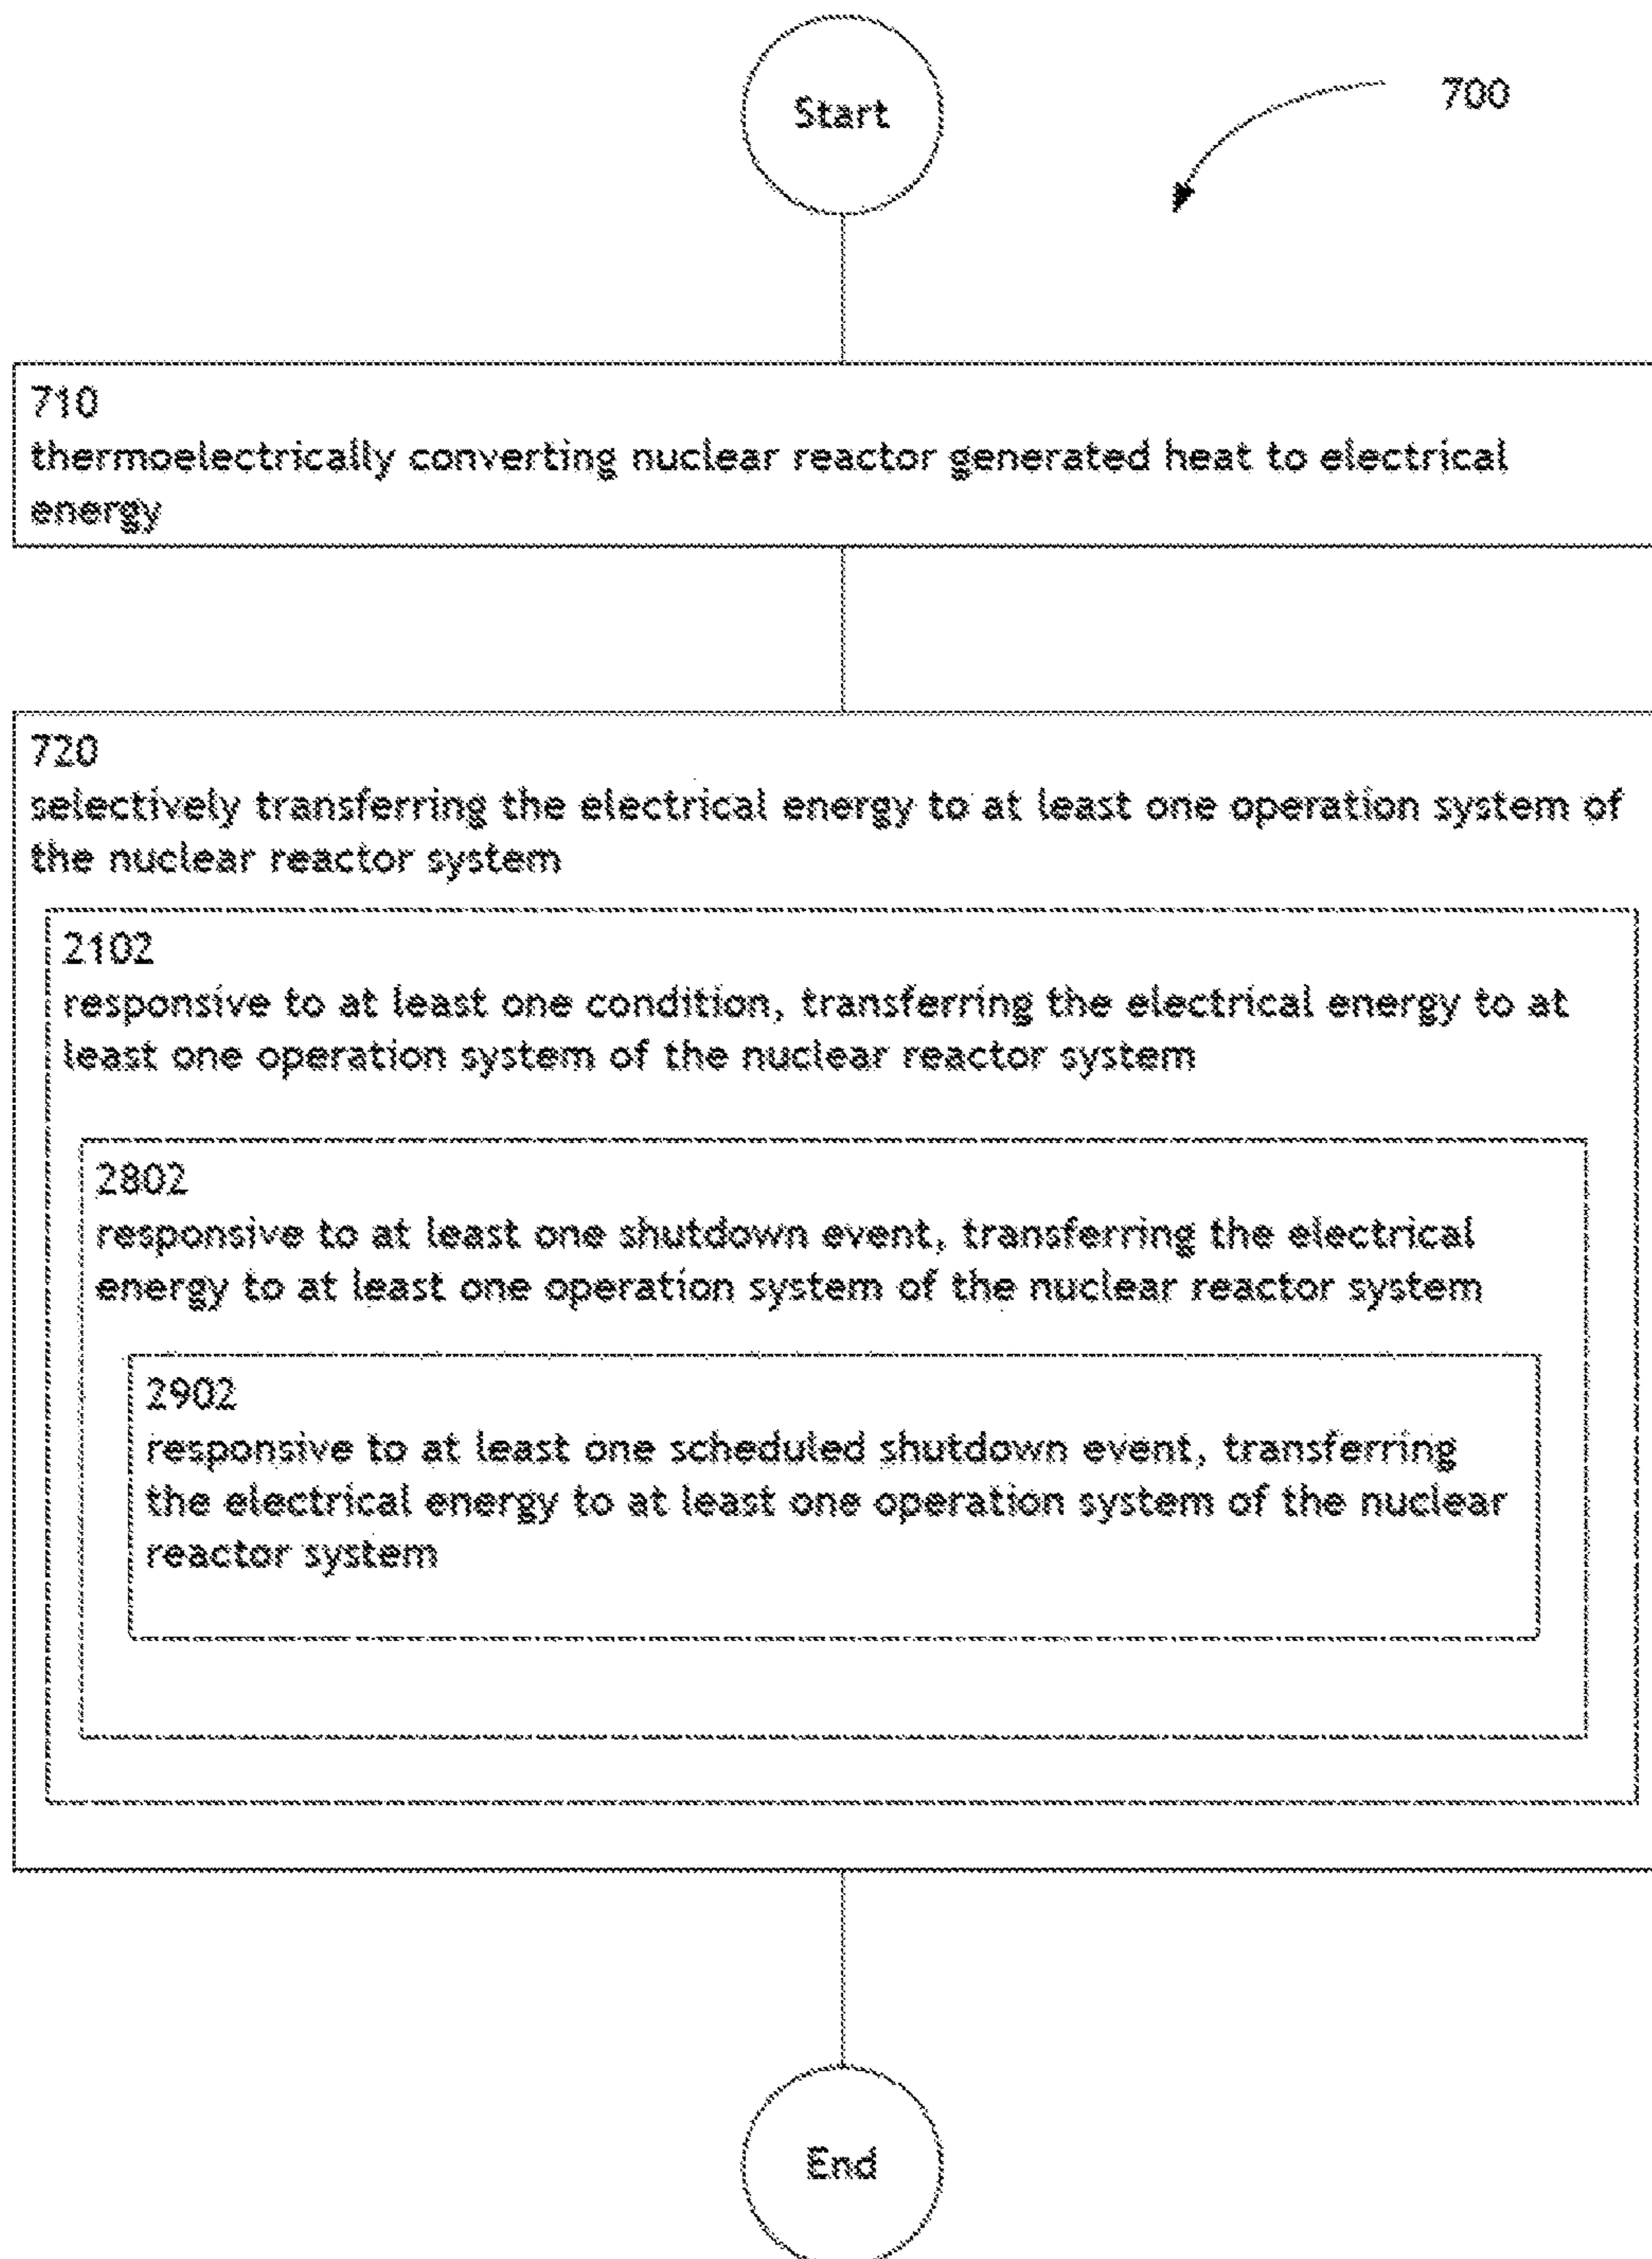 Start
700
710
thermoelectrically converting nuclear reactor generated heat to electrical
energy
720
selectively transferring the electrical energy to at least one operation system of
the nuclear reactor system
2102
responsive to at least one condition, transferring the electrical energy to at
least one operation system of the nuclear reactor system
2802
responsive to at least one shutdown event, transferring the electrical
energy to at least one operation system of the nuclear reactor system
2902
responsive to at least one scheduled shutdown event, transferring
the electrical energy to at least one operation system of the nuclear
reactor system
End